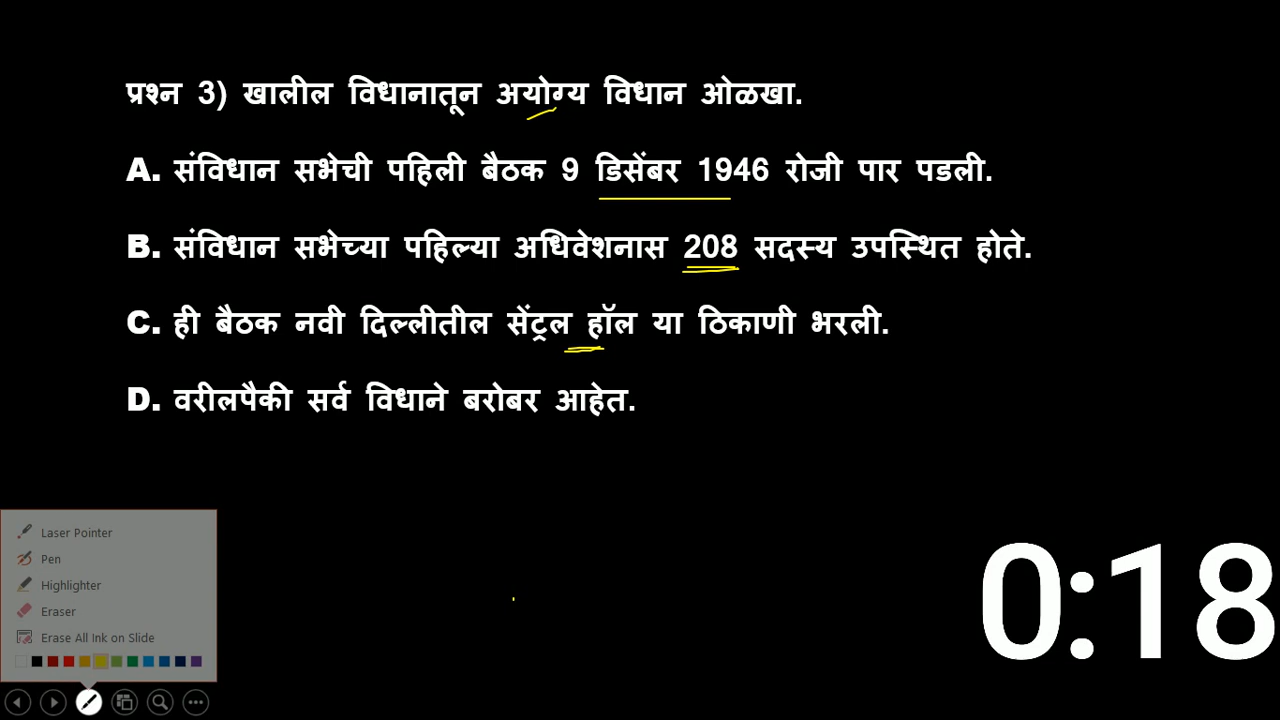 प्रश्न 3) खालील विधानातून अयोग्य विधान ओळखा.
A. संविधान सभेची पहिली बैठक 9 डिसेंबर 1946 रोजी पार पडली.
B. संविधान सभेच्या पहिल्या अधिवेशनास 208 सदस्य उपस्थित होते.
C. ही बैठक नवी दिल्लीतील सेंट्रल हॉल या ठिकाणी भरली.
D. वरीलपैकी सर्व विधाने बरोबर आहेत.
Laser Pointer
Pen
Highlighter
Eraser
Erase All Ink on Slide
0:18